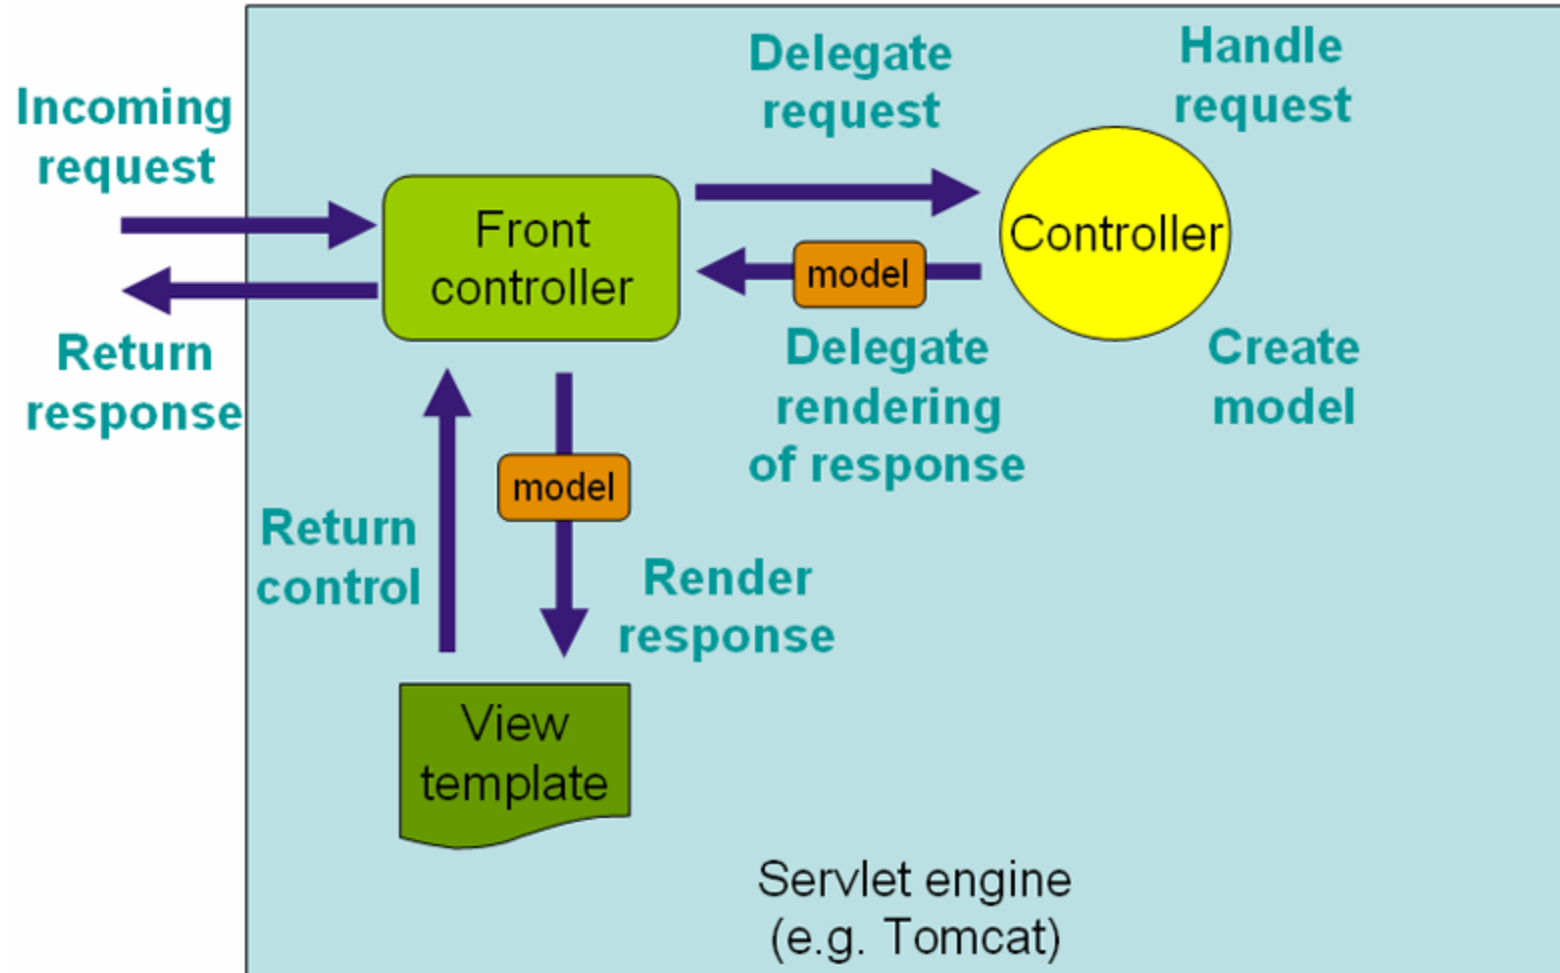 Incoming
request
Return
response
Front
controller
Delegate
request
Handle
request
Controller
model
Delegate
rendering
of response
Create
model
Return
control
model
Render
response
View
template
Servlet engine
(e.g. Tomcat)